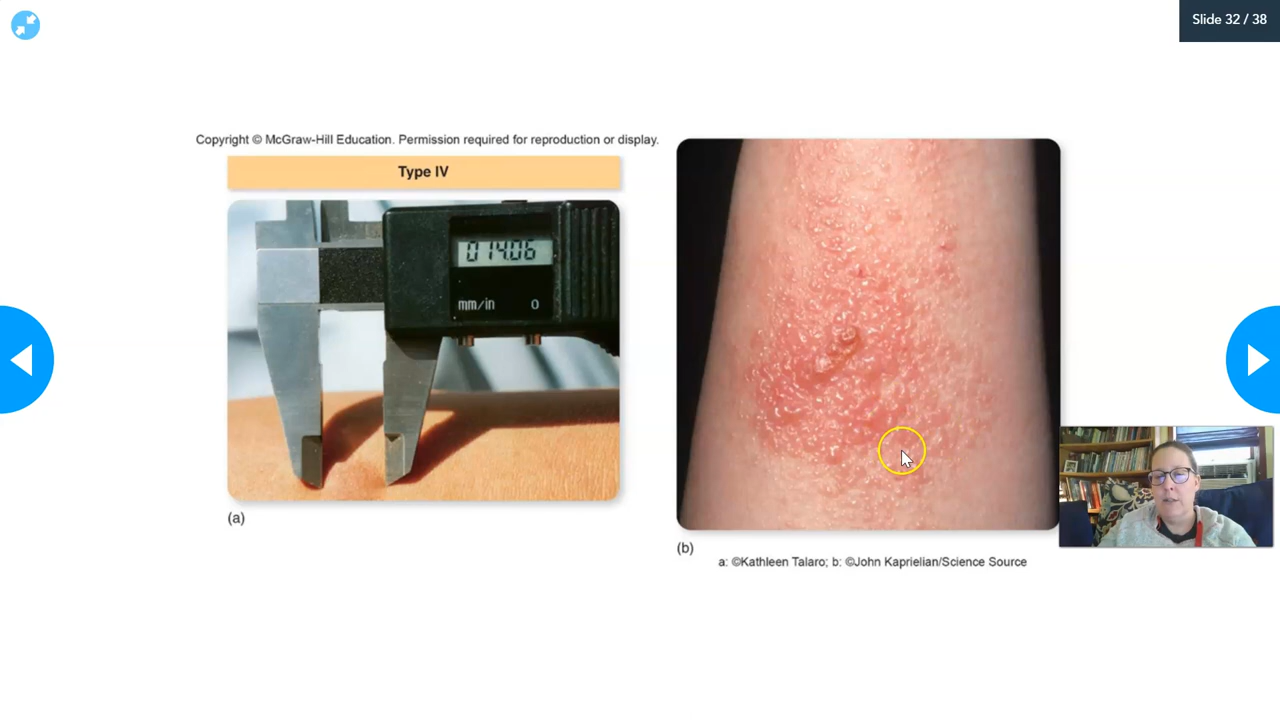 Slide 32 / 38
Copyright © McGraw-Hill Education. Permission required for reproduction or display.
Type IV
014.06
mm/in 0
(a)
(b)
a: ©Kathleen Talaro; b: ©John Kaprielian/Science Source